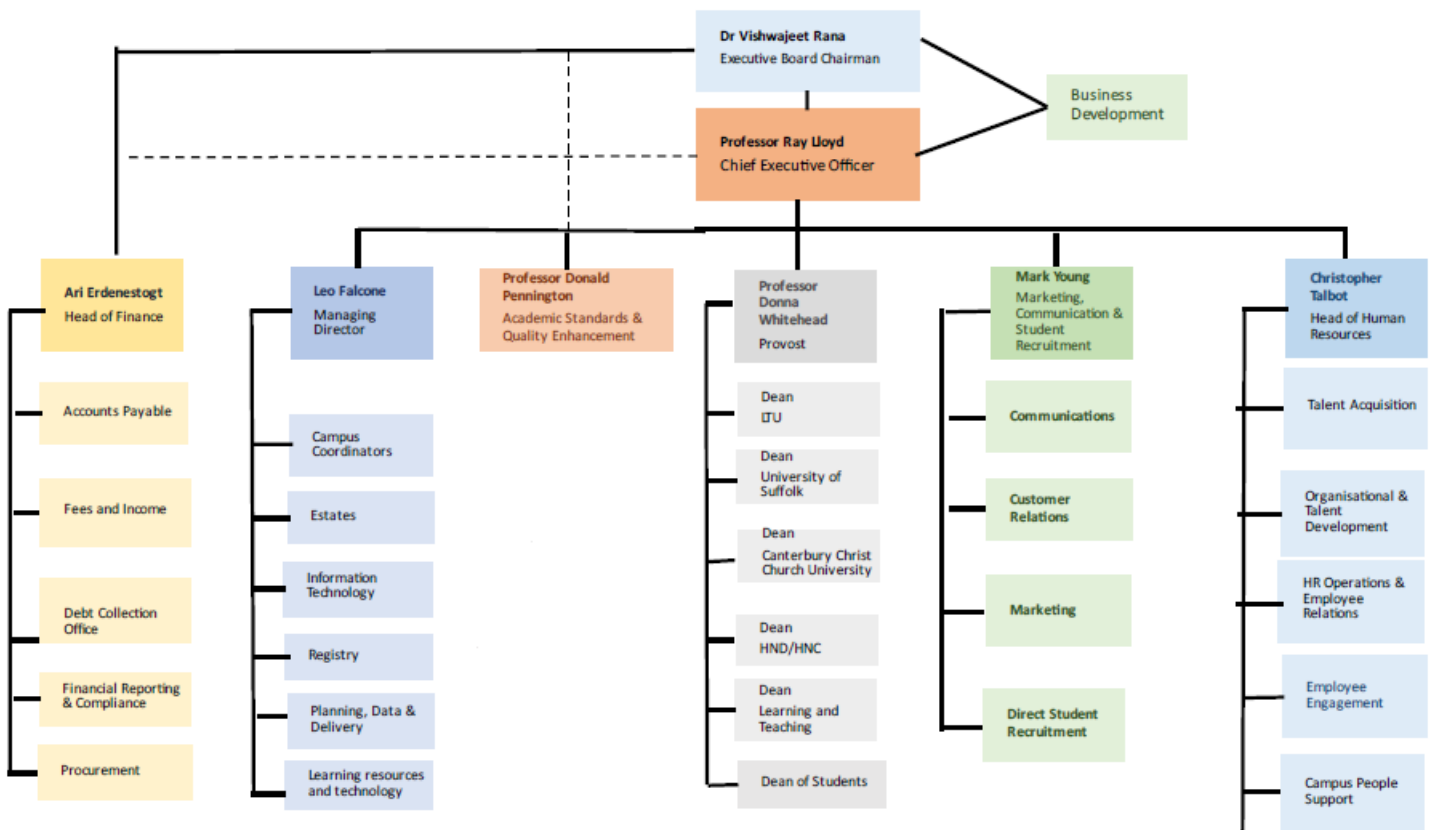 Dr Vishwajeet Rana
Executive Board Chairman
Business
Development
Professor Ray Lloyd
Chief Executive Officer
Ari Erdenestogt
Head of Finance
Accounts Payable
Fees and Income
Debt Collection
Office
Financial Reporting
& Compliance
Procurement
Leo Falcone
Managing
Director
Campus
Coordinators
Estates
Information
Technology
Registry
Planning, Data &
Delivery
Learning resources
and technology
Professor Donald
Pennington
Academic Standards &
Quality Enhancement
Professor
Donna
Whitehead
Provost
Dean
LTU
Dean
University of
Suffolk
Dean
Canterbury Christ
Church University
Dean
HND/HNC
Dean
Learning and
Teaching
Dean of Students
Mark Young
Marketing,
Communication &
Student
Recruitment
Communications
Customer
Relations
Marketing
Direct Student
Recruitment
Christopher
Talbot
Head of Human
Resources
Talent Acquisition
Organisational &
Talent
Development
HR Operations &
Employee
Relations
Employee
Engagement
Campus People
Support